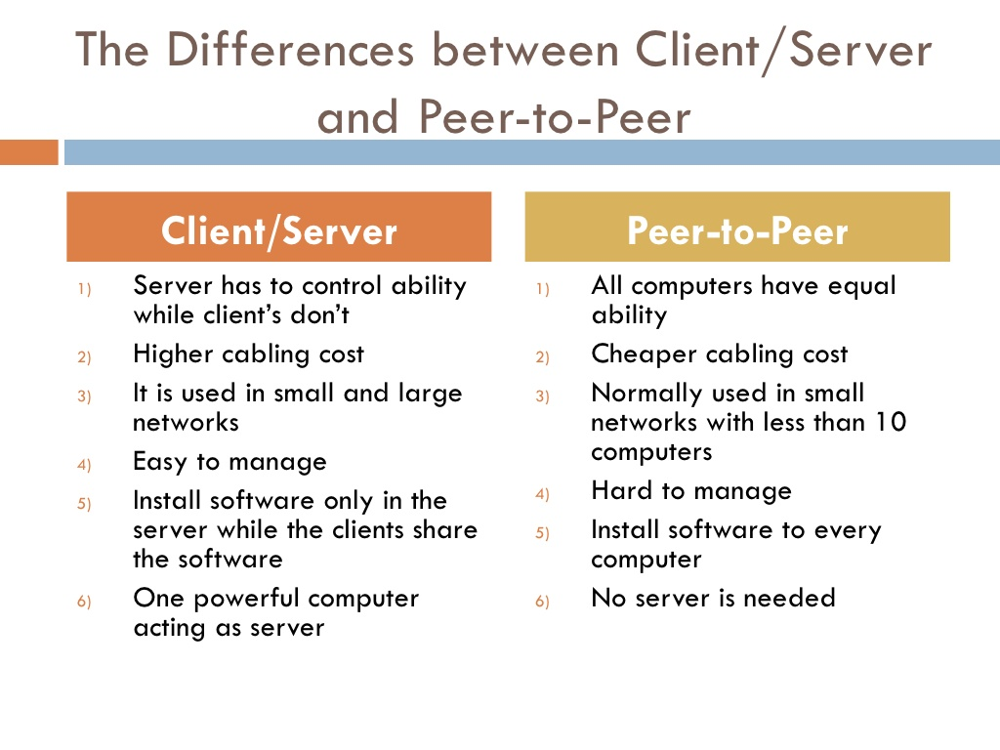 The Differences between Client/Server
and Peer-to-Peer
Client/Server
1) Server has to control ability
while client’s don’t
2) Higher cabling cost
3) It is used in small and large
networks
4) Easy to manage
5) Install software only in the
server while the clients share
the software
6) One powerful computer
acting as server
Peer-to-Peer
1) All computers have equal
ability
2) Cheaper cabling cost
3) Normally used in small
networks with less than 10
computers
4) Hard to manage
5) Install software to every
computer
6) No server is needed